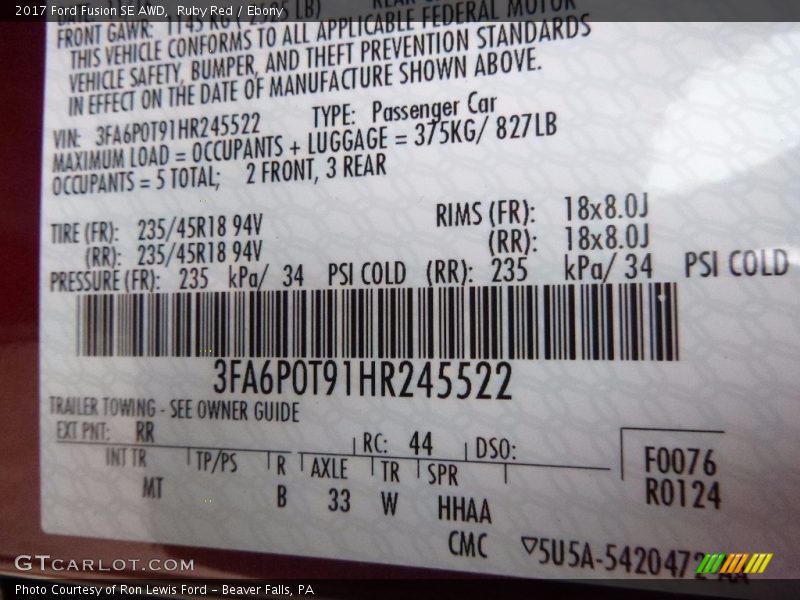 2017 Ford Fusion SE AWD, Ruby Red / Ebony
FRONT GAWR: 1145 KG
THIS VEHICLE CONFORMS TO ALL APPLICABLE FEDERAL MOTOR
VEHICLE SAFETY, BUMPER, AND THEFT PREVENTION STANDARDS
IN EFFECT ON THE DATE OF MANUFACTURE SHOWN ABOVE.
VIN: 3FA6P0T91HR245522 TYPE: Passenger Car
MAXIMUM LOAD = OCCUPANTS + LUGGAGE = 375KG/ 827LB
OCCUPANTS = 5 TOTAL; 2 FRONT, 3 REAR
TIRE (FR): 235/45R18 94V RIMS (FR): 18x8.0J
(RR): 235/45R18 94V (RR): 18x8.0J
PRESSURE (FR): 235 kPa/ 34 PSI COLD (RR): 235 kPa/ 34 PSI COLD
3FA6P0T91HR245522
TRAILER TOWING - SEE OWNER GUIDE
EXT PNT: RR RC: 44 DSO: F0076
INT TR TP/PS R AXLE TR SPR R0124
MT B 33 W HHAA
CMC ▽5U5A-5420472-AA
GTCARLOT.COM
Photo Courtesy of Ron Lewis Ford - Beaver Falls, PA